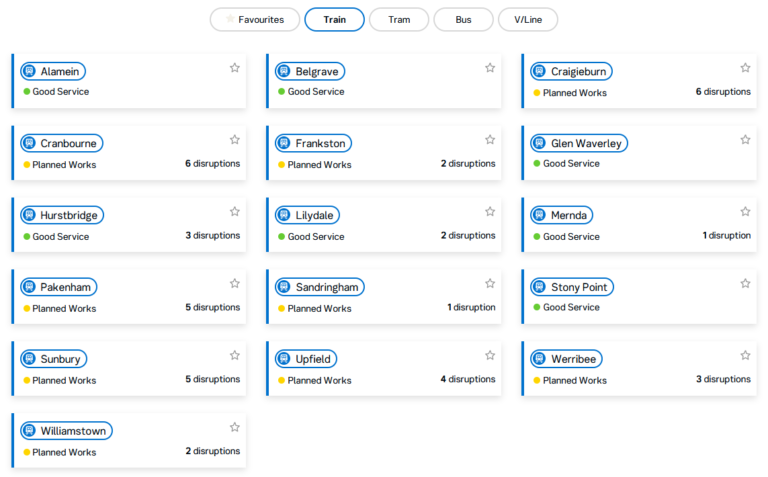 Favourites Train Tram Bus V/Line
Alamein Belgrave Craigieburn
Good Service Good Service Planned Works 6 disruptions
Cranbourne Frankston Glen Waverley
Planned Works 6 disruptions Planned Works 2 disruptions Good Service
Hurstbridge Lilydale Mernda
Good Service 3 disruptions Good Service 2 disruptions Good Service 1 disruption
Pakenham Sandringham Stony Point
Planned Works 5 disruptions Planned Works 1 disruption Good Service
Sunbury Upfield Werribee
Planned Works 5 disruptions Planned Works 4 disruptions Planned Works 3 disruptions
Williamstown
Planned Works 2 disruptions